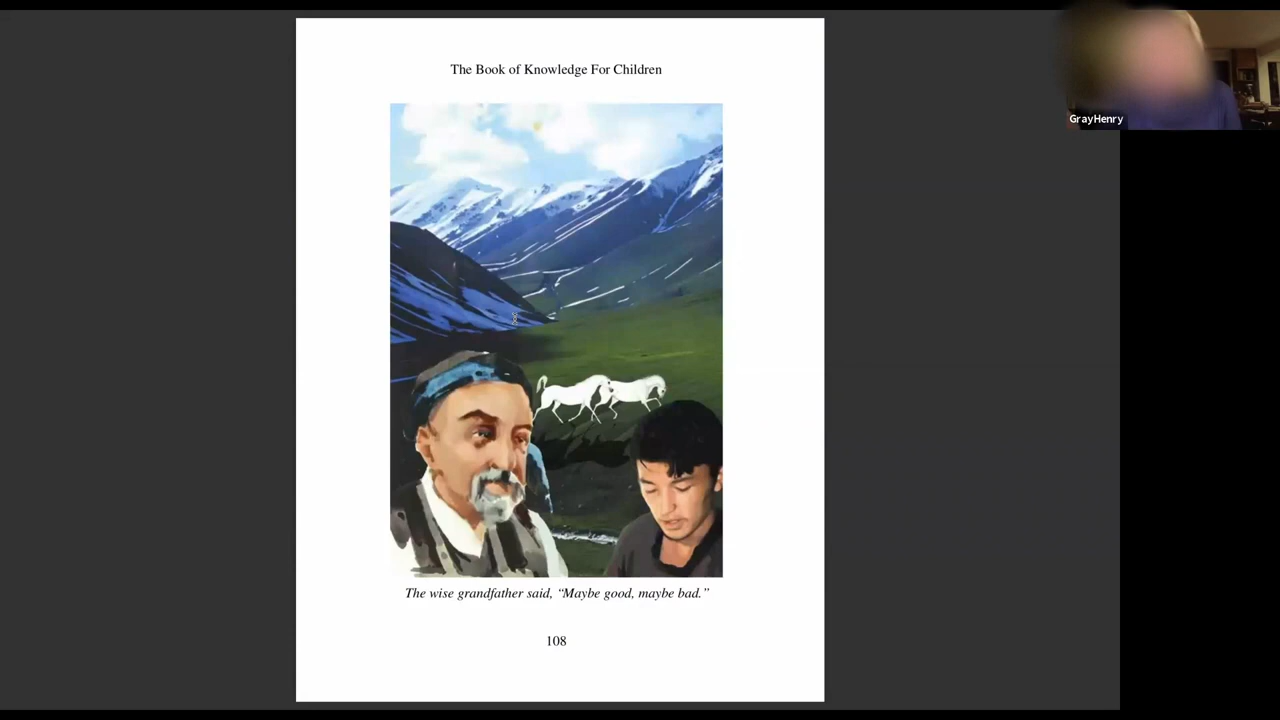 The Book of Knowledge For Children
GrayHenry
The wise grandfather said, “Maybe good, maybe bad.”
108